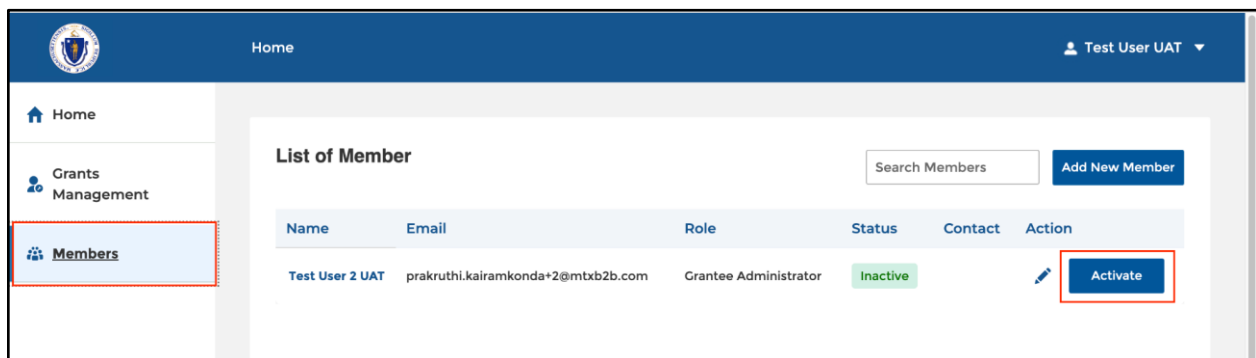 Home
Test User UAT
Home
Grants
Management
Members
List of Member
Search Members
Add New Member
Name Email Role Status Contact Action
Test User 2 UAT prakruthi.kairamkonda+2@mtxb2b.com Grantee Administrator Inactive Activate